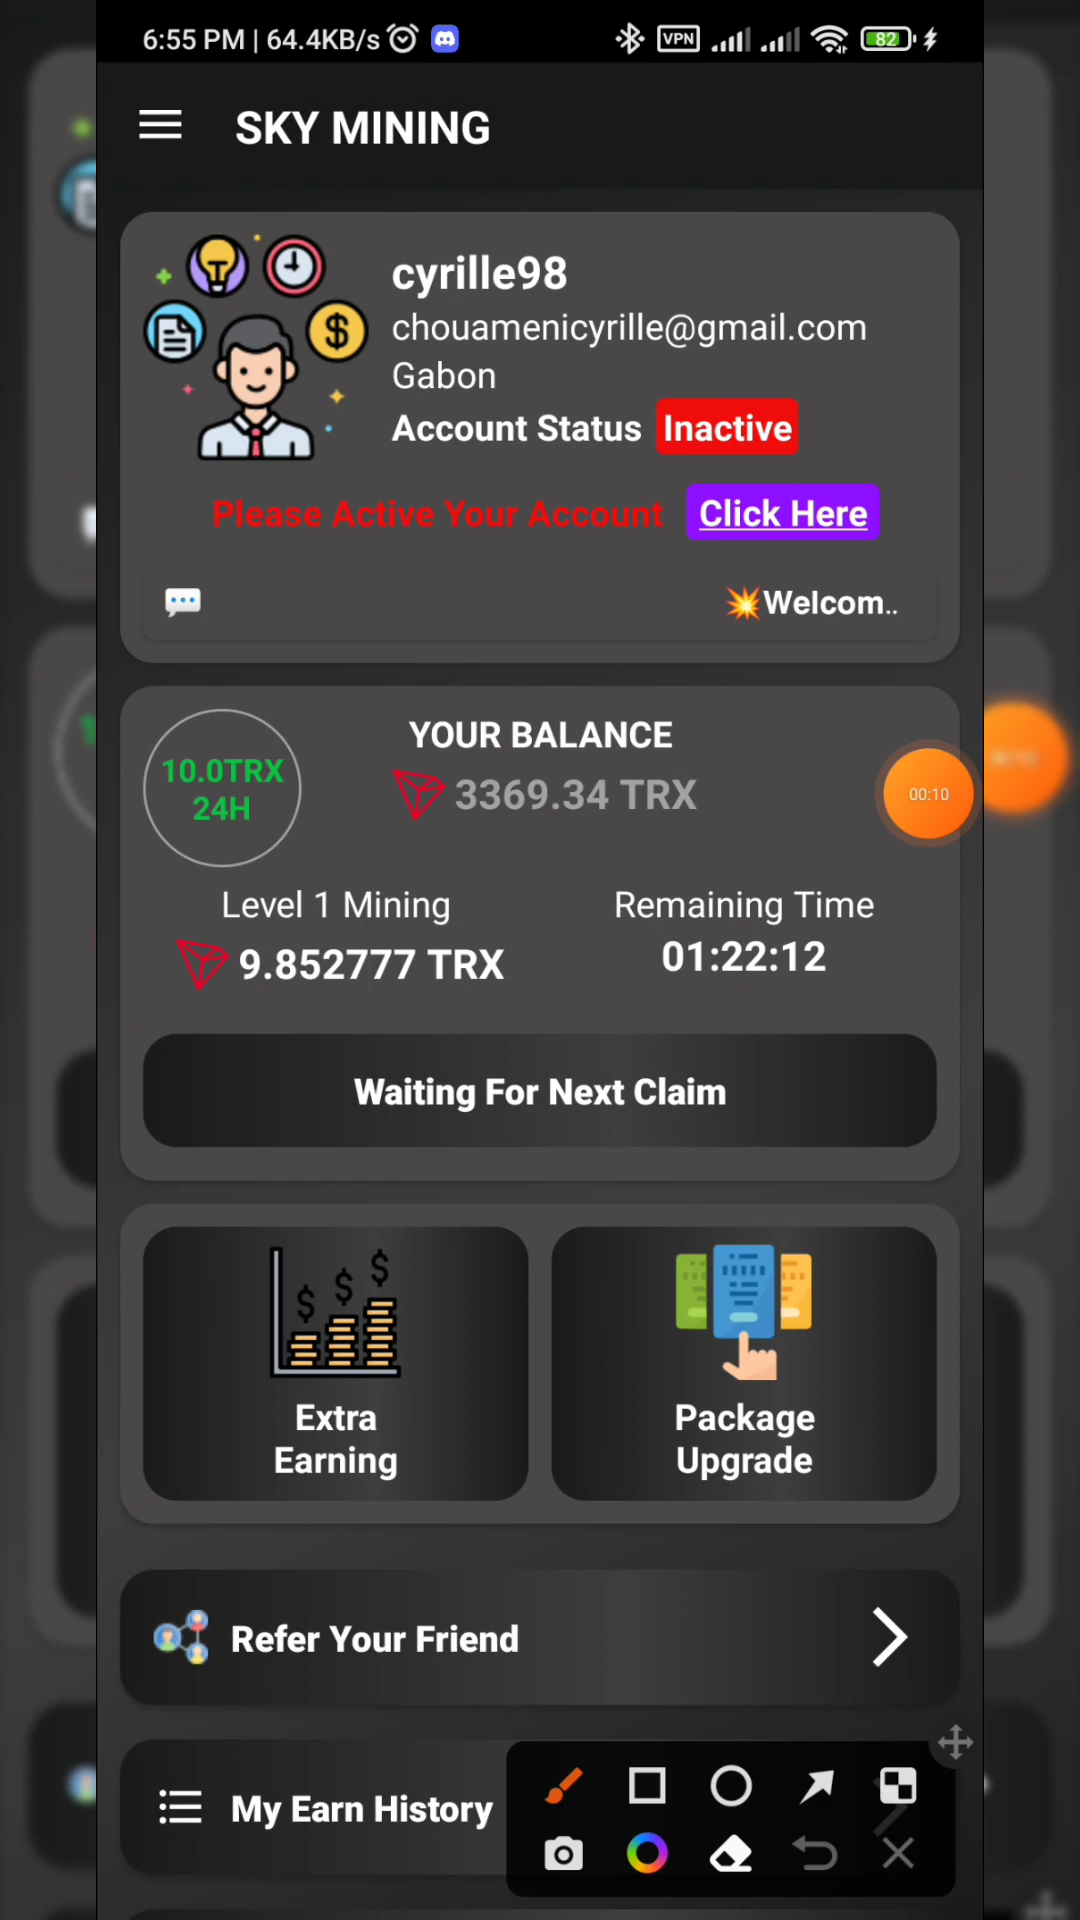 6:55 PM | 64.4KB/s
VPN
82
SKY MINING
cyrille98
chouamenicyrille@gmail.com
Gabon
Account Status Inactive
Please Active Your Account Click Here
💥Welcom..
YOUR BALANCE
10.0TRX
24H
3369.34 TRX
00:10
Level 1 Mining
9.852777 TRX
Remaining Time
01:22:12
Waiting For Next Claim
Extra
Earning
Package
Upgrade
Refer Your Friend
My Earn History